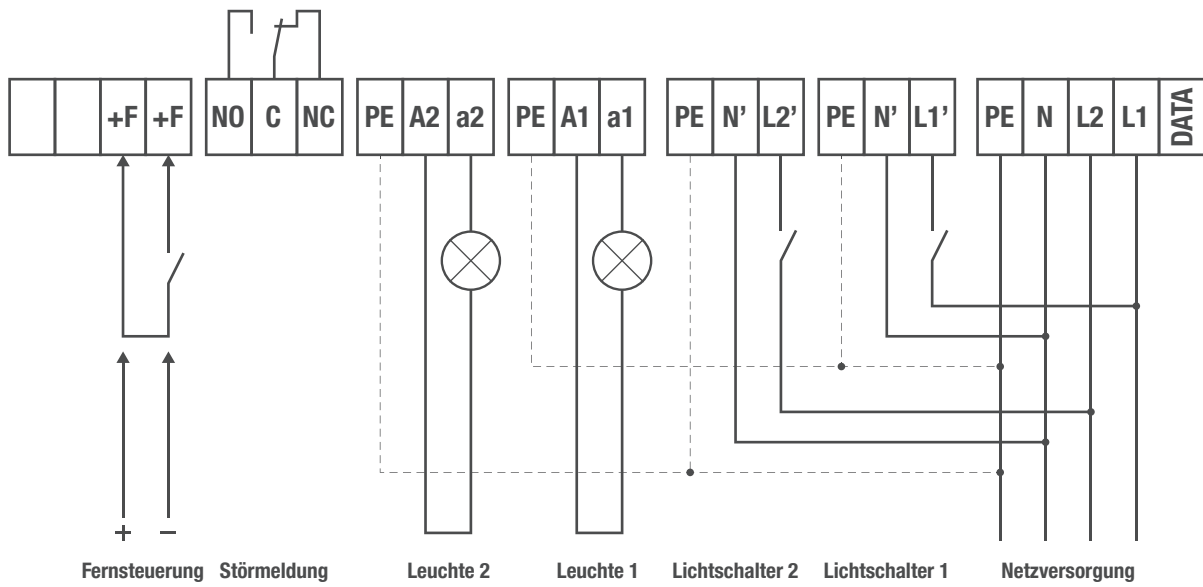 +F +F NO C NC PE A2 a2 PE A1 a1 PE N’ L2’ PE N’ L1’ PE N L2 L1 DATA
+ –
Fernsteuerung Störmeldung Leuchte 2 Leuchte 1 Lichtschalter 2 Lichtschalter 1 Netzversorgung